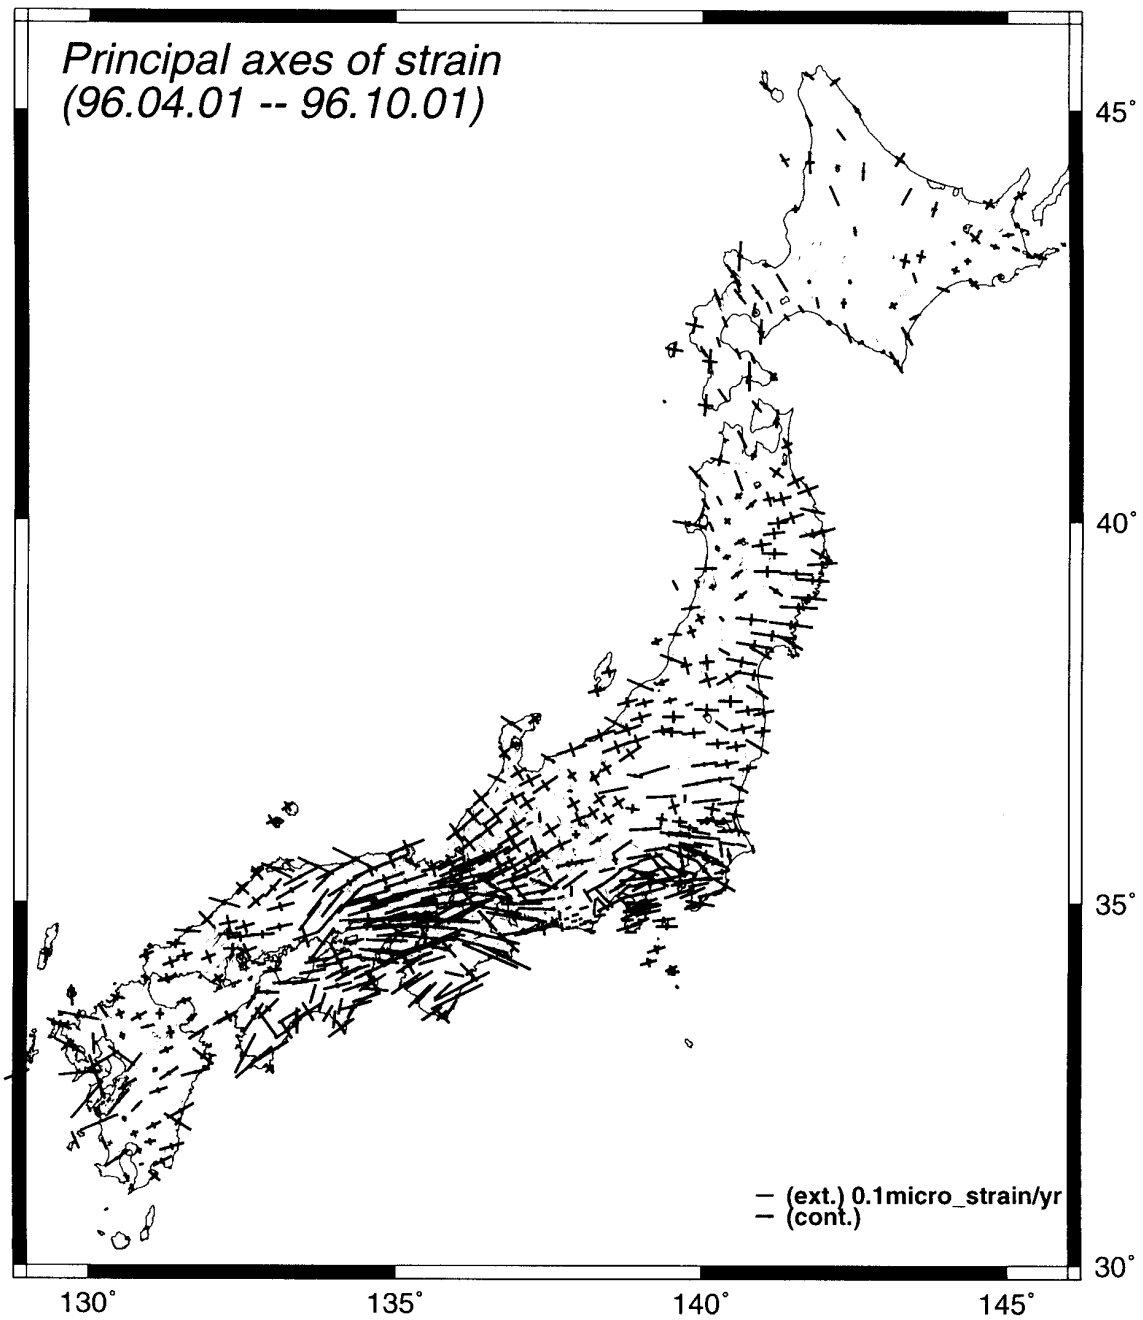 Principal axes of strain
(96.04.01 -- 96.10.01)
45°
40°
35°
— (ext.) 0.1micro_strain/yr
— (cont.)
30°
130° 135° 140° 145°